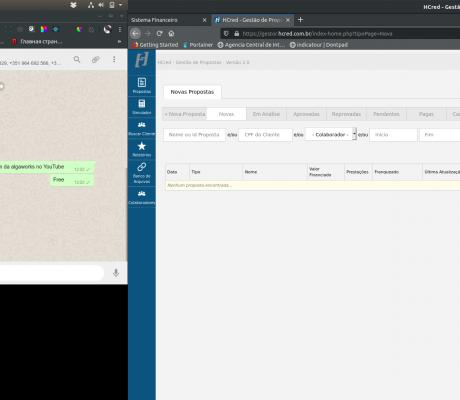 HCred - Gestã
Sistema Financeiro
HCred - Gestão de Propo
https://gestor.hcred.com.br/index-home.php?tipoPage=Nova
Getting Started
Portainer
Agência Central de Int...
indicatour | Dontpad
Главная стран...
329, +351 964 682 566, +3...
m da algaworks no YouTube
12:02
Free
12:02
HCred - Gestão de Propostas - Versão 2.0
Propostas
Simulador
Buscar Cliente
Relatórios
Banco de Arquivos
Colaboradores
Novas Propostas
+ Nova Proposta
Novas
Em Análise
Aprovadas
Reprovadas
Pendentes
Pagas
Ca
Nome ou Id Proposta
e/ou
CPF do Cliente
e/ou
- Colaborador -
e/ou
Início
Fim
Data
Tipo
Nome
Valor Financiado
Prestações
Franqueado
Última Atualizaçã
Nenhum proposta encontrada...